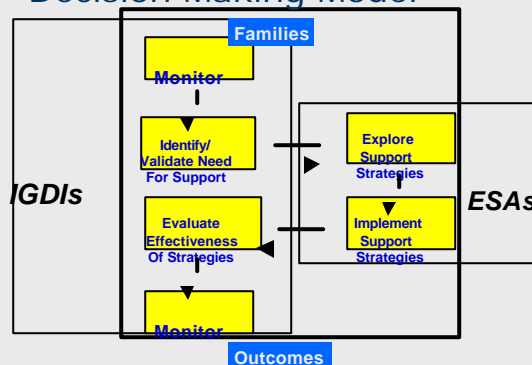 Decision Making Model
Families
Monitor
Identify/
Validate Need
For Support
Explore
Support
Strategies
IGDIs
ESAs
Evaluate
Effectiveness
Of Strategies
Implement
Support
Strategies
Monitor
Outcomes